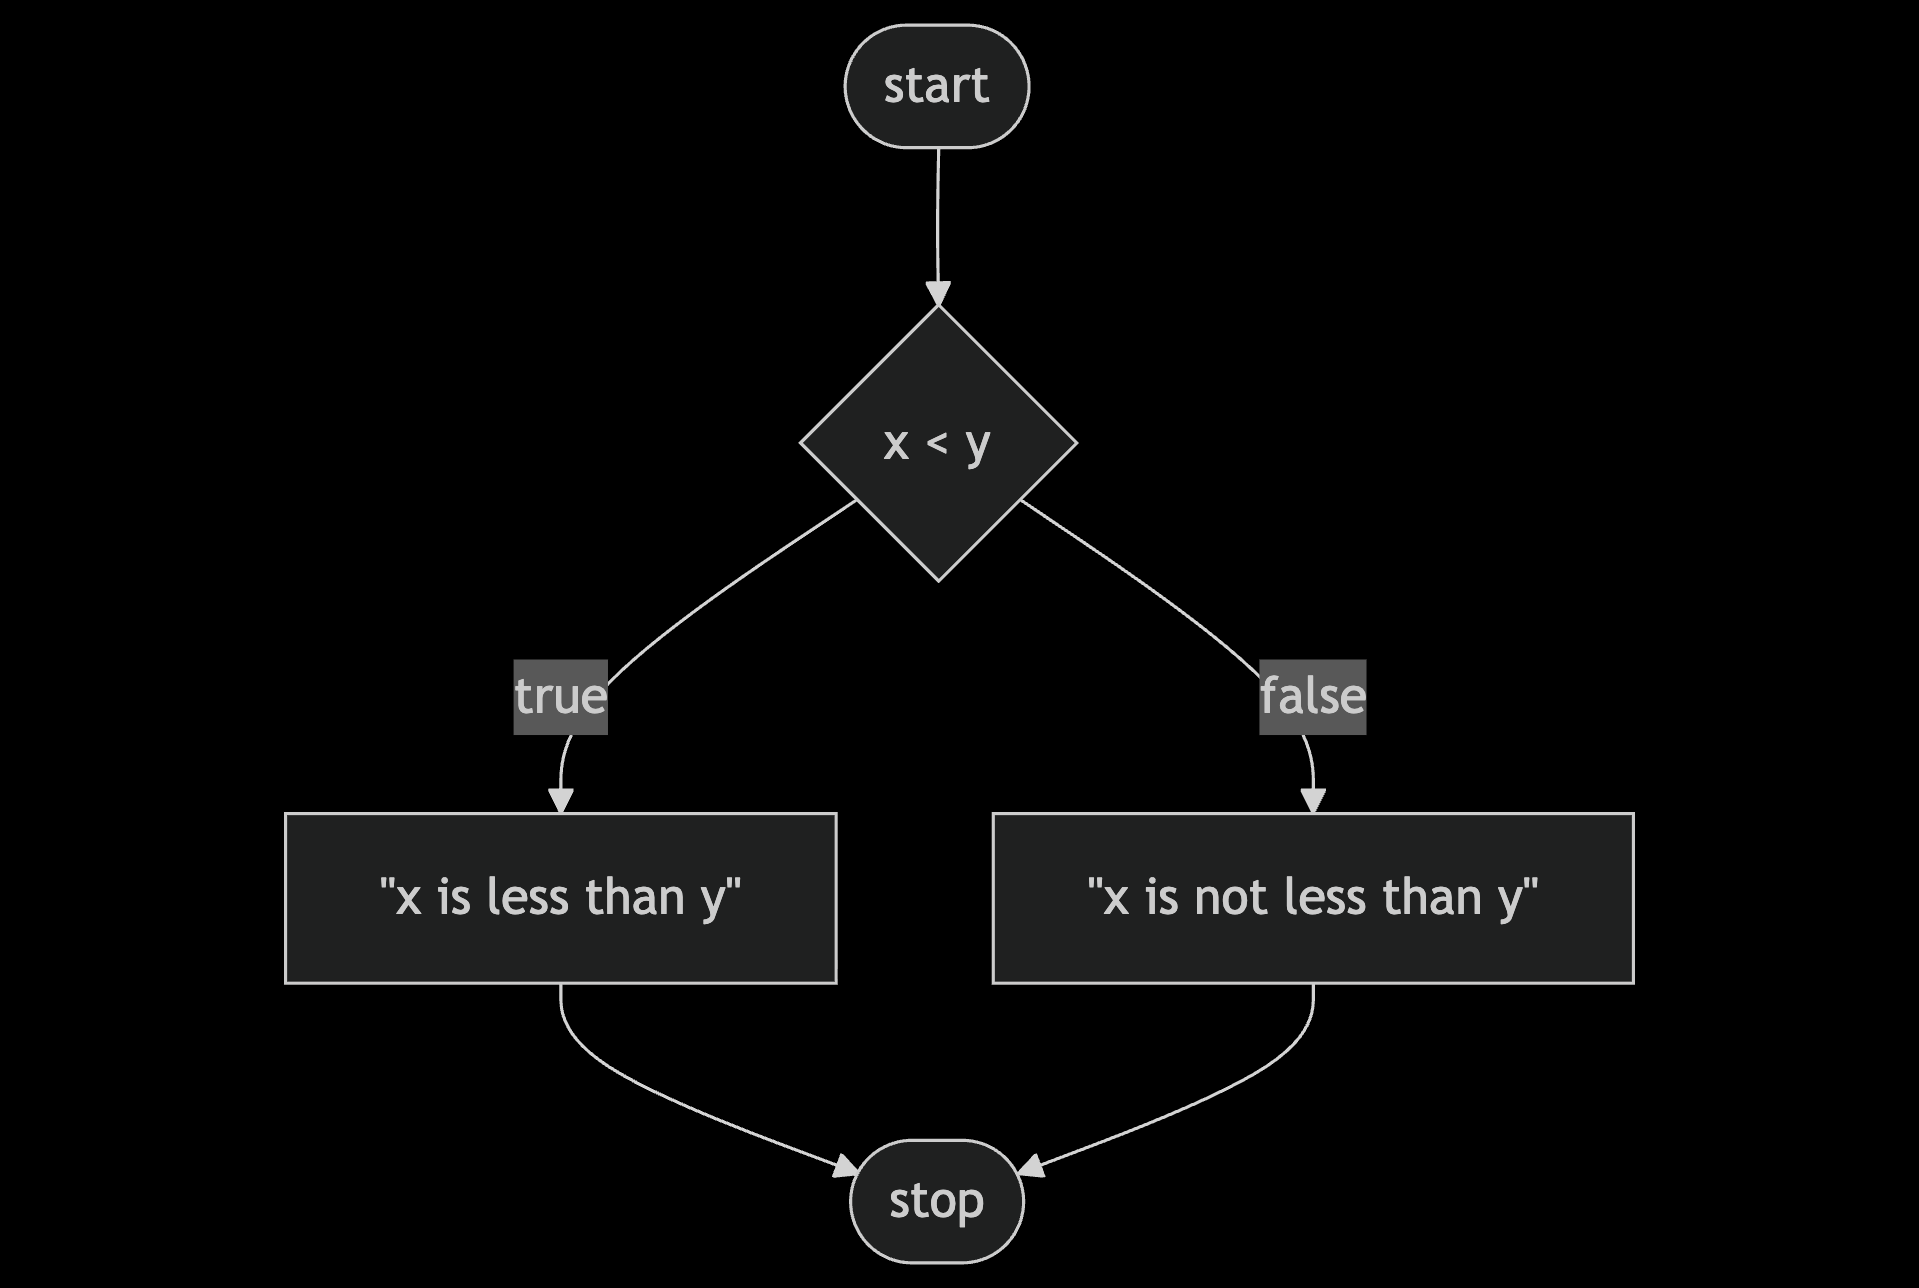 start
x < y
true
false
"x is less than y"
"x is not less than y"
stop